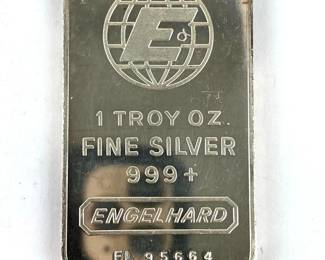 E
1 TROY OZ.
FINE SILVER
999+
ENGELHARD
95664